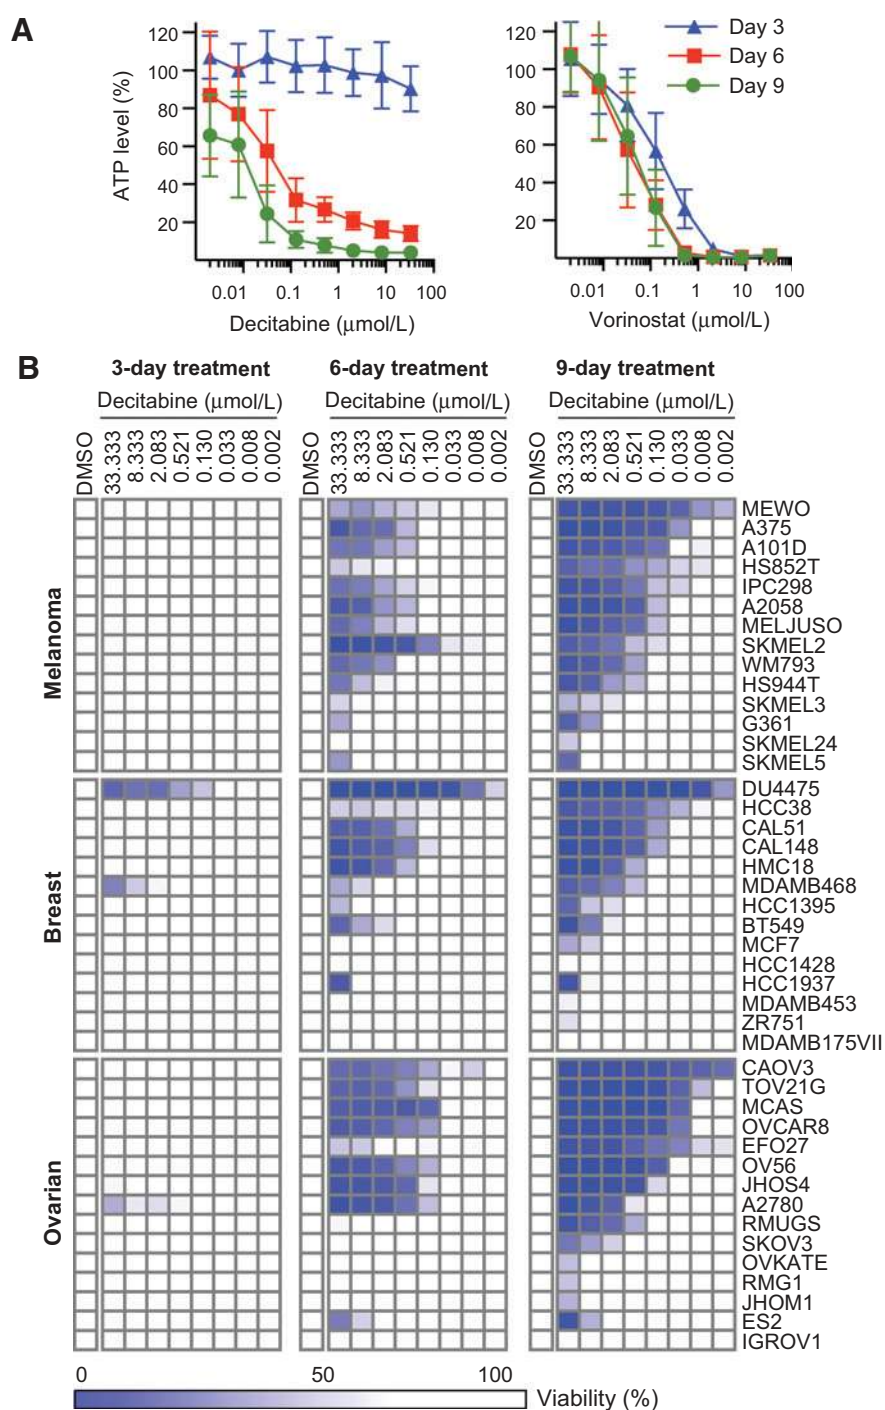 A
120
100
80
60
40
20
ATP level (%)
0.01 0.1 1 10 100
Decitabine (μmol/L)
120
100
80
60
40
20
0.01 0.1 1 10 100
Vorinostat (μmol/L)
Day 3
Day 6
Day 9
B
3-day treatment 6-day treatment 9-day treatment
Decitabine (μmol/L) Decitabine (μmol/L) Decitabine (μmol/L)
DMSO 33.333 8.333 2.083 0.521 0.130 0.033 0.008 0.002 DMSO 33.333 8.333 2.083 0.521 0.130 0.033 0.008 0.002 DMSO 33.333 8.333 2.083 0.521 0.130 0.033 0.008 0.002
Melanoma
MEWO
A375
A101D
HS852T
IPC298
A2058
MELJUSO
SKMEL2
WM793
HS944T
SKMEL3
G361
SKMEL24
SKMEL5
Breast
DU4475
HCC38
CAL51
CAL148
HMC18
MDAMB468
HCC1395
BT549
MCF7
HCC1428
HCC1937
MDAMB453
ZR751
MDAMB175VII
Ovarian
CAOV3
TOV21G
MCAS
OVCAR8
EFO27
OV56
JHOS4
A2780
RMUGS
SKOV3
OVKATE
RMG1
JHOM1
ES2
IGROV1
0 50 100
Viability (%)